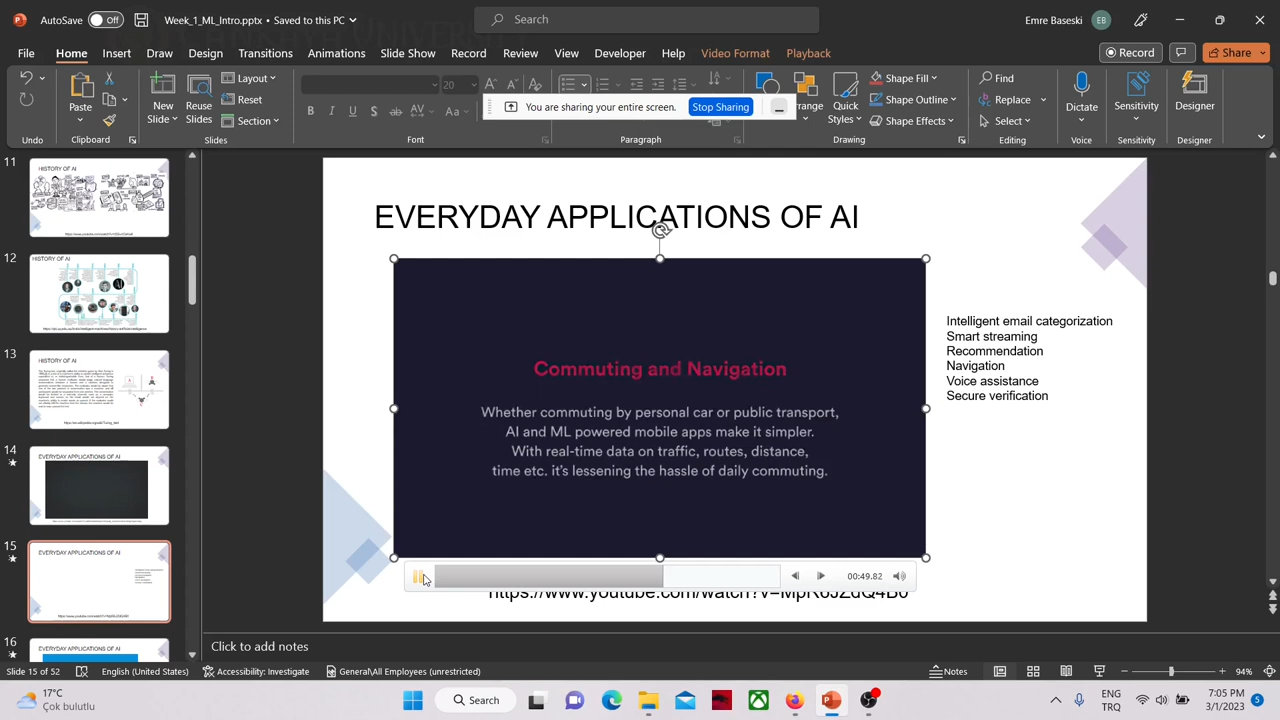 AutoSave Off Week_1_ML_Intro.pptx • Saved to this PC Search Emre Baseski EB
File Home Insert Draw Design Transitions Animations Slide Show Record Review View Developer Help Video Format Playback Record Share
Paste New Slide Reuse Slides Layout Reset Section 20 Aa Arrange Quick Styles Shape Fill Shape Outline Shape Effects Find Replace Select Dictate Sensitivity Designer
You are sharing your entire screen. Stop Sharing
Undo Clipboard Slides Font Paragraph Drawing Editing Voice Sensitivity Designer
11
HISTORY OF AI
12
HISTORY OF AI
13
HISTORY OF AI
14
EVERYDAY APPLICATIONS OF AI
15
EVERYDAY APPLICATIONS OF AI
16
EVERYDAY APPLICATIONS OF AI
EVERYDAY APPLICATIONS OF AI
Commuting and Navigation
Whether commuting by personal car or public transport,
AI and ML powered mobile apps make it simpler.
With real-time data on traffic, routes, distance,
time etc. it's lessening the hassle of daily commuting.
Intelligent email categorization
Smart streaming
Recommendation
Navigation
Voice assistance
Secure verification
00:49.82
Click to add notes
Slide 15 of 52 English (United States) Accessibility: Investigate General\All Employees (unrestricted) Notes 94%
17°C
Çok bulutlu
Search
ENG
TRQ
7:05 PM
3/1/2023
5